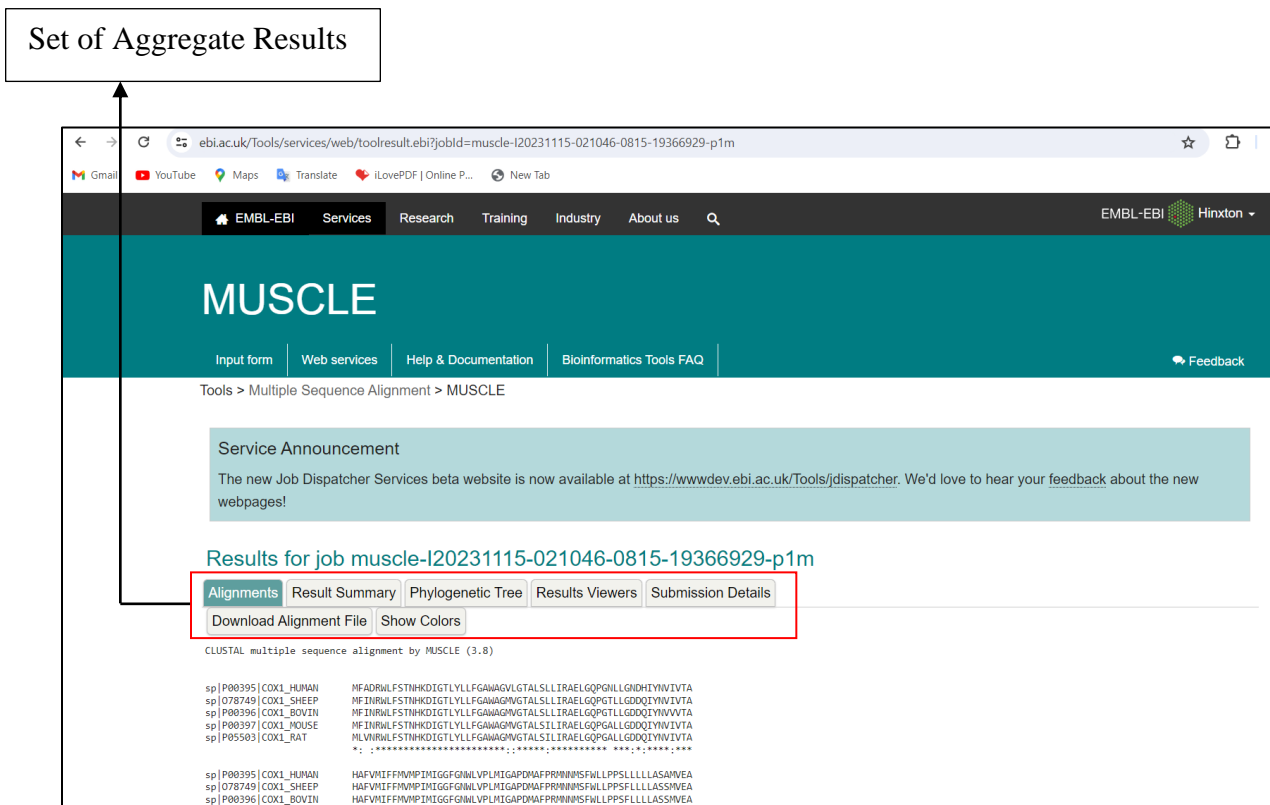 Set of Aggregate Results
ebi.ac.uk/Tools/services/web/toolresult.ebi?jobId=muscle-I20231115-021046-0815-19366929-p1m
Gmail YouTube Maps Translate iLovePDF | Online P... New Tab
EMBL-EBI Services Research Training Industry About us EMBL-EBI Hinxton
MUSCLE
Input form Web services Help & Documentation Bioinformatics Tools FAQ Feedback
Tools > Multiple Sequence Alignment > MUSCLE
Service Announcement
The new Job Dispatcher Services beta website is now available at https://wwwdev.ebi.ac.uk/Tools/jdispatcher. We'd love to hear your feedback about the new
webpages!
Results for job muscle-I20231115-021046-0815-19366929-p1m
Alignments Result Summary Phylogenetic Tree Results Viewers Submission Details
Download Alignment File Show Colors
CLUSTAL multiple sequence alignment by MUSCLE (3.8)
sp|P00395|COX1_HUMAN MFADRWLFSTNHKDIGTLYLLFGAWAGVLGTALSLLIRAELGQPGNLLGNDHIYNVIVTA
sp|O78749|COX1_SHEEP MFINRWLFSTNHKDIGTLYLLFGAWAGMVGTALSLLIRAELGQPGTLLGDDQIYNVIVTA
sp|P00396|COX1_BOVIN MFINRWLFSTNHKDIGTLYLLFGAWAGMVGTALSLLIRAELGQPGTLLGDDQIYNVVVTA
sp|P00397|COX1_MOUSE MFINRWLFSTNHKDIGTLYLLFGAWAGMVGTALSILIRAELGQPGALLGDDQIYNVIVTA
sp|P05503|COX1_RAT MLVNRWLFSTNHKDIGTLYLLFGAWAGMVGTALSILIRAELGQPGALLGDDQIYNVIVTA
*: :***********************::*****:********** ***:*:****:***
sp|P00395|COX1_HUMAN HAFVMIFFMVMPIMIGGFGNWLVPLMIGAPDMAFPRMNNMSFWLLPPSLLLLLASAMVEA
sp|O78749|COX1_SHEEP HAFVMIFFMVMPIMIGGFGNWLVPLMIGAPDMAFPRMNNMSFWLLPPSFLLLLASSMVEA
sp|P00396|COX1_BOVIN HAFVMIFFMVMPIMIGGFGNWLVPLMIGAPDMAFPRMNNMSFWLLPPSFLLLLASSMVEA